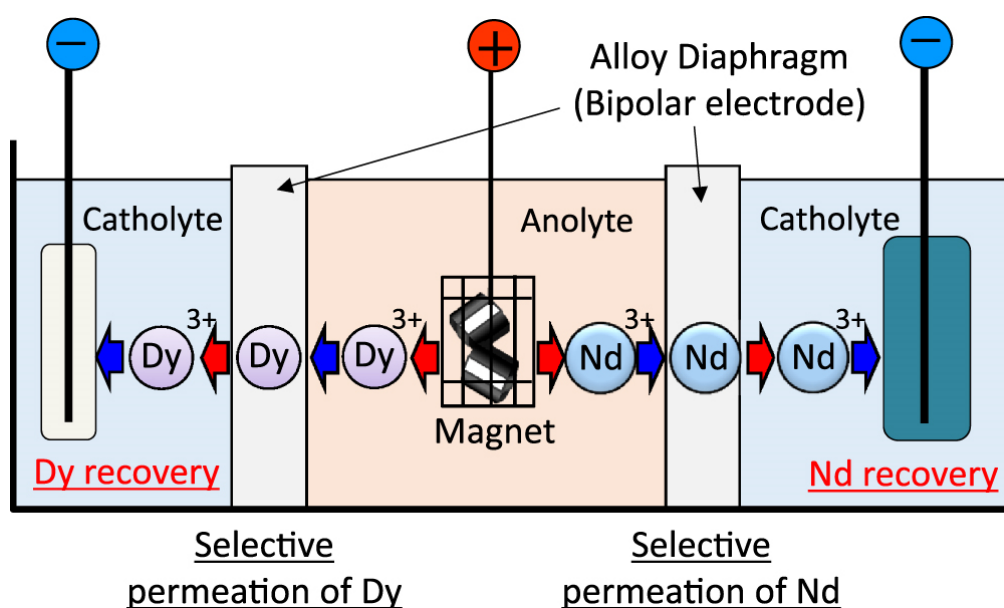 −
+
−
Alloy Diaphragm
(Bipolar electrode)
Catholyte
Anolyte
Catholyte
3+
3+
3+
3+
Dy
Dy
Dy
Nd
Nd
Nd
Magnet
Dy recovery
Nd recovery
Selective
permeation of Dy
Selective
permeation of Nd